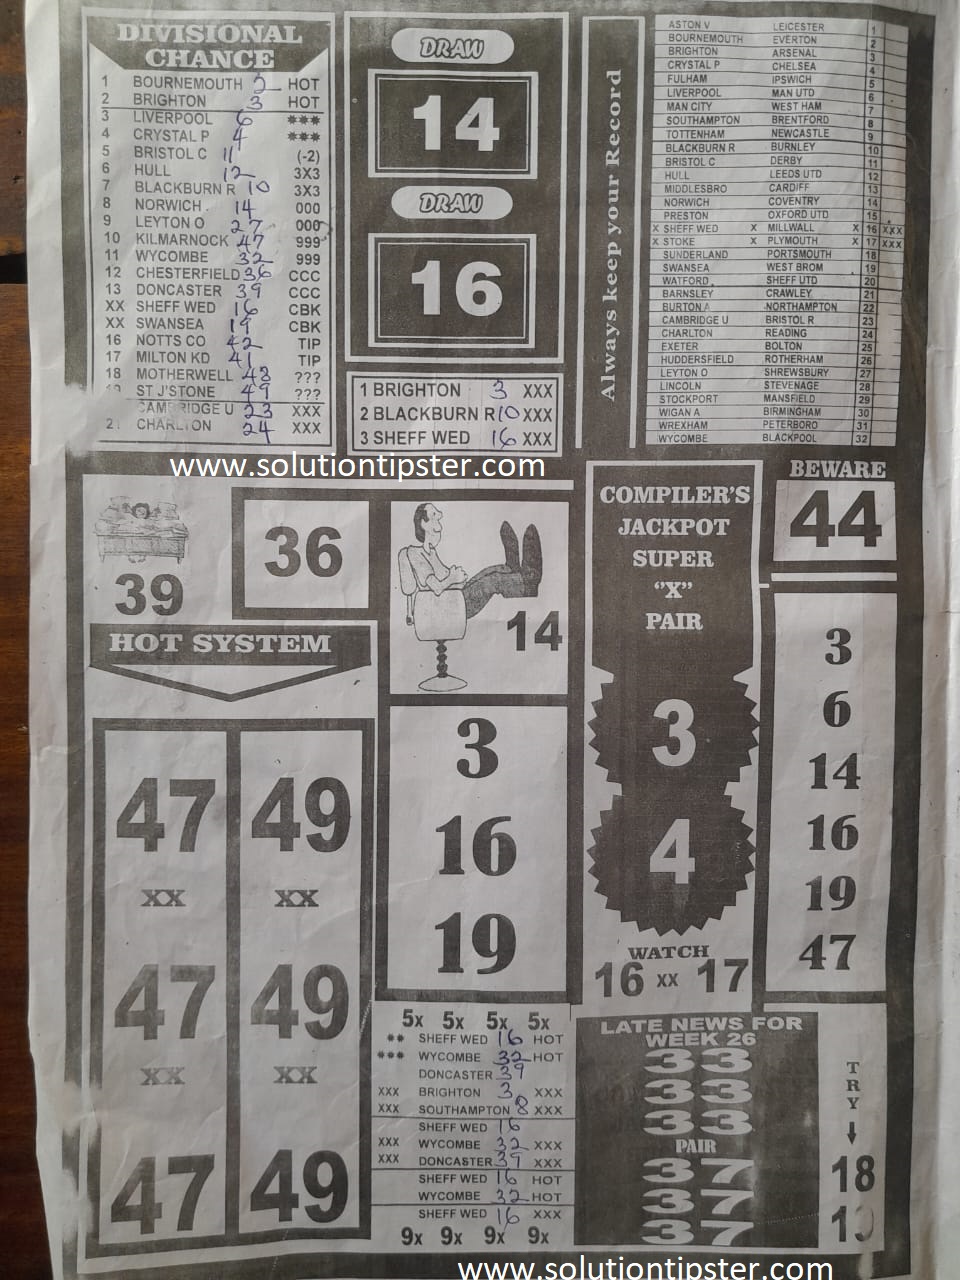 DIVISIONAL
CHANCE
1 BOURNEMOUTH 2 HOT
2 BRIGHTON 3 HOT
3 LIVERPOOL 6 ***
4 CRYSTAL P 4 ***
5 BRISTOL C 11 (-2)
6 HULL 12 3X3
7 BLACKBURN R 10 3X3
8 NORWICH. 14 000
9 LEYTON O 27 000
10 KILMARNOCK 47 999
11 WYCOMBE 32 999
12 CHESTERFIELD 36 CCC
13 DONCASTER 39 CCC
XX SHEFF WED 16 CBK
XX SWANSEA 19 CBK
16 NOTTS CO 42 TIP
17 MILTON KD 41 TIP
18 MOTHERWELL 48 ???
ST J'STONE 49 ???
CAMBRIDGE U 23 XXX
CHARLTON 24 XXX
DRAW
14
DRAW
16
1 BRIGHTON 3 XXX
2 BLACKBURN R 10 XXX
3 SHEFF WED 16 XXX
Always keep your Record
ASTON V LEICESTER 1
BOURNEMOUTH EVERTON 2
BRIGHTON ARSENAL 3
CRYSTAL P CHELSEA 4
FULHAM IPSWICH 5
LIVERPOOL MAN UTD 6
MAN CITY WEST HAM 7
SOUTHAMPTON BRENTFORD 8
TOTTENHAM NEWCASTLE 9
BLACKBURN R BURNLEY 10
BRISTOL C DERBY 11
HULL LEEDS UTD 12
MIDDLESBRO CARDIFF 13
NORWICH COVENTRY 14
PRESTON OXFORD UTD 15
X SHEFF WED X MILLWALL X 16 XXX
X STOKE X PLYMOUTH X 17 XXX
SUNDERLAND PORTSMOUTH 18
SWANSEA WEST BROM 19
WATFORD SHEFF UTD 20
BARNSLEY CRAWLEY 21
BURTON A NORTHAMPTON 22
CAMBRIDGE U BRISTOL R 23
CHARLTON READING 24
EXETER BOLTON 25
HUDDERSFIELD ROTHERHAM 26
LEYTON O SHREWSBURY 27
LINCOLN STEVENAGE 28
STOCKPORT MANSFIELD 29
WIGAN A BIRMINGHAM 30
WREXHAM PETERBORO 31
WYCOMBE BLACKPOOL 32
www.solutiontipster.com
39
36
14
HOT SYSTEM
47 49
XX XX
47 49
XX XX
47 49
3
16
19
COMPILER'S
JACKPOT
SUPER
"X"
PAIR
3
4
WATCH
16 XX 17
BEWARE
44
3
6
14
16
19
47
5x 5x 5x 5x
** SHEFF WED 16 HOT
*** WYCOMBE 32 HOT
DONCASTER 39
XXX BRIGHTON 3 XXX
XXX SOUTHAMPTON 8 XXX
SHEFF WED 16
XXX WYCOMBE 32 XXX
XXX DONCASTER 39 XXX
SHEFF WED 16 HOT
WYCOMBE 32 HOT
SHEFF WED 16 XXX
9x 9x 9x 9x
LATE NEWS FOR
WEEK 26
33
33
33
PAIR
37
37
37
TRY
18
www.solutiontipster.com